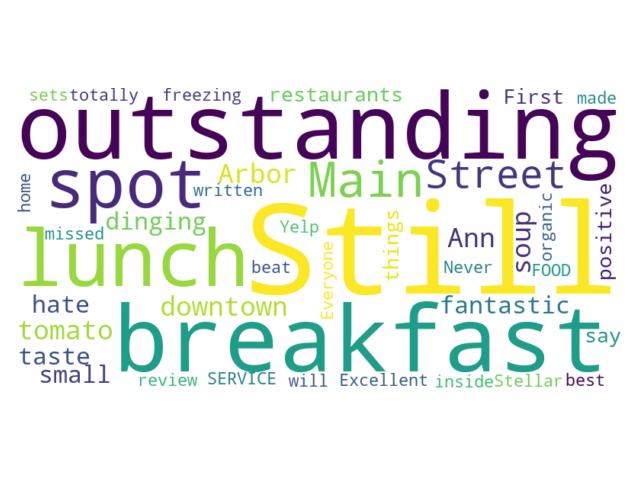 sets totally freezing restaurants First made
outstanding
home spot written Arbor Main Street
missed lunch dinging Yelp Still things Ann soup organic positive
beat Everyone Never FOOD
hate downtown breakfast fantastic
tomato say
taste
small review SERVICE will Excellent inside Stellar best